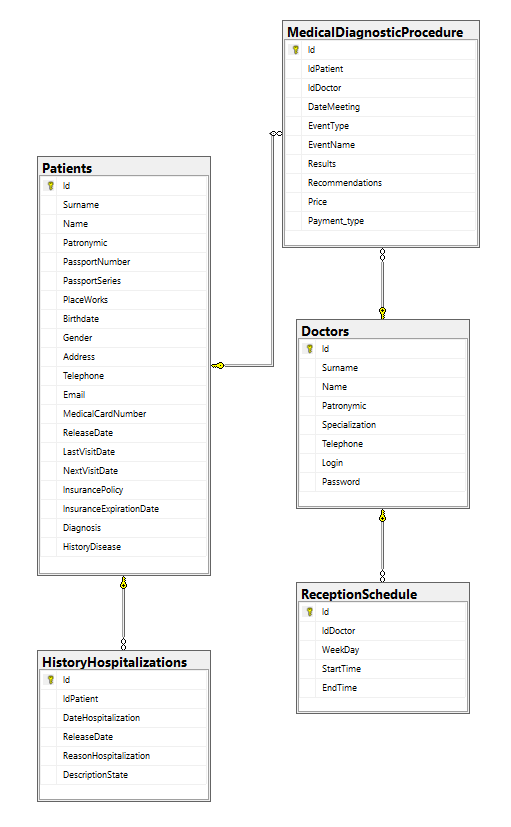 MedicalDiagnosticProcedure
Id
IdPatient
IdDoctor
DateMeeting
EventType
EventName
Results
Recommendations
Price
Payment_type
Patients
Id
Surname
Name
Patronymic
PassportNumber
PassportSeries
PlaceWorks
Birthdate
Gender
Address
Telephone
Email
MedicalCardNumber
ReleaseDate
LastVisitDate
NextVisitDate
InsurancePolicy
InsuranceExpirationDate
Diagnosis
HistoryDisease
Doctors
Id
Surname
Name
Patronymic
Specialization
Telephone
Login
Password
ReceptionSchedule
Id
IdDoctor
WeekDay
StartTime
EndTime
HistoryHospitalizations
Id
IdPatient
DateHospitalization
ReleaseDate
ReasonHospitalization
DescriptionState